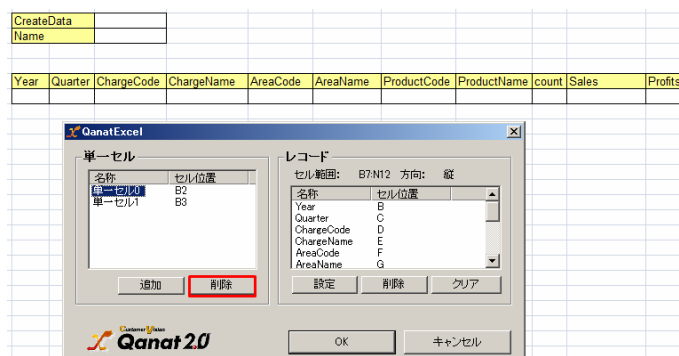 CreateData
Name
Year Quarter ChargeCode ChargeName AreaCode AreaName ProductCode ProductName count Sales Profits
QanatExcel
単一セル
名称 セル位置
単一セル0 B2
単一セル1 B3
追加 削除
レコード
セル範囲: B7:N12 方向: 縦
名称 セル位置
Year B
Quarter C
ChargeCode D
ChargeName E
AreaCode F
AreaName G
設定 削除 クリア
Customer Vision
Qanat 2.0
OK キャンセル